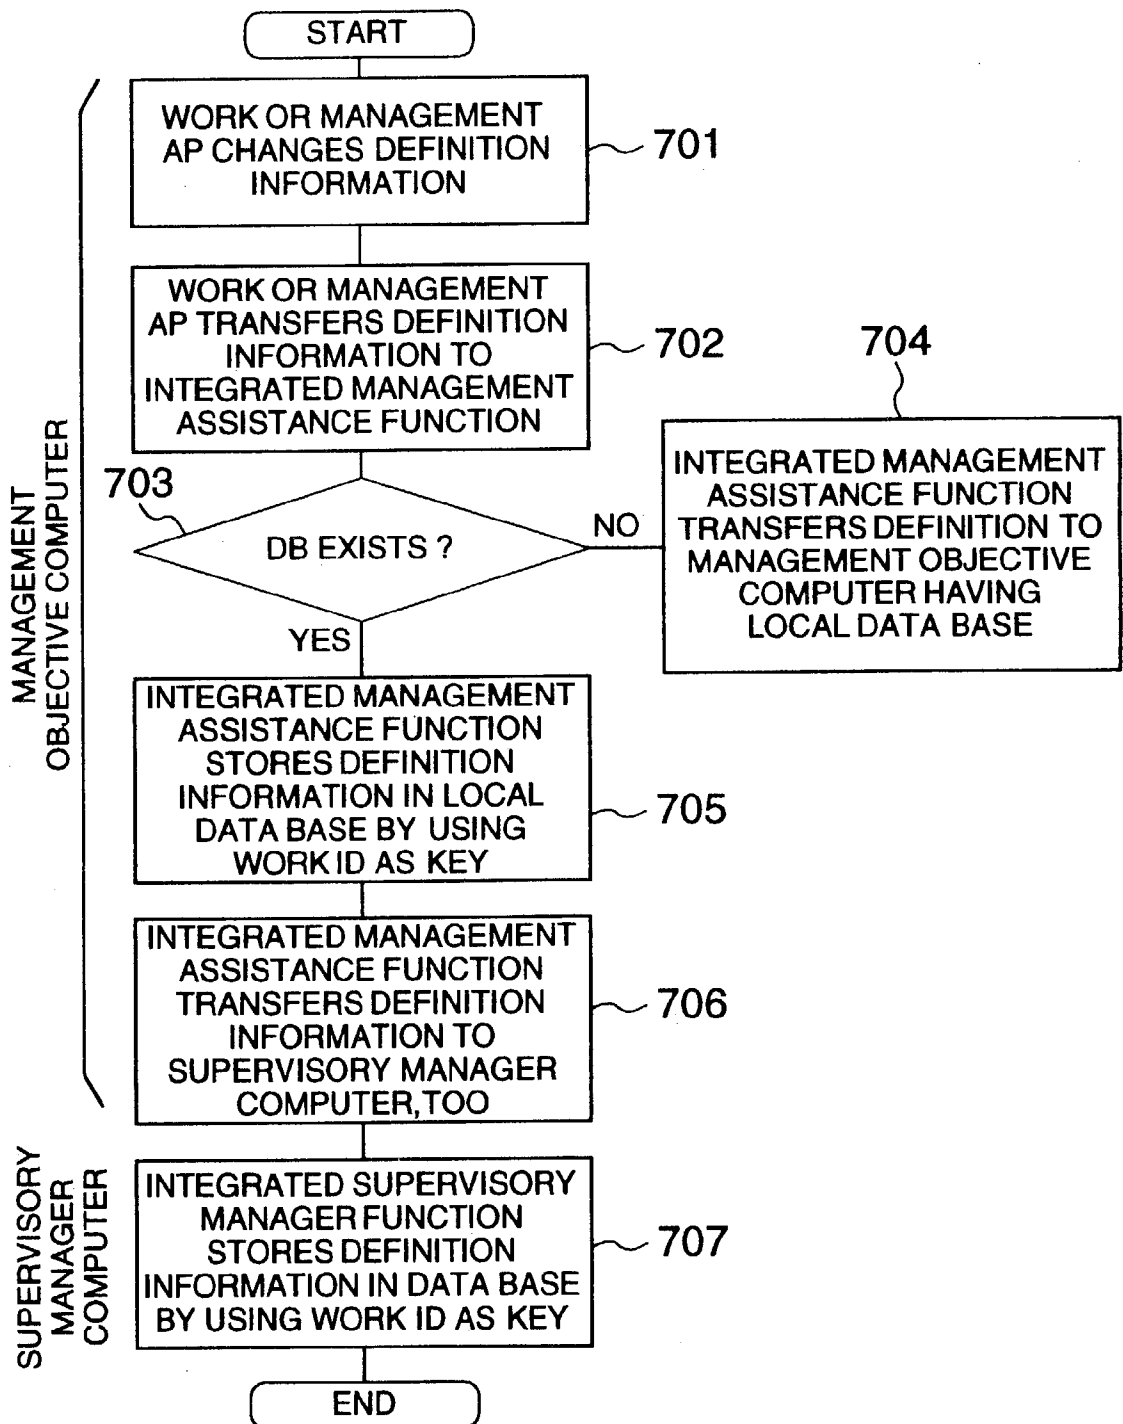 START
WORK OR MANAGEMENT
AP CHANGES DEFINITION
INFORMATION
701
WORK OR MANAGEMENT
AP TRANSFERS DEFINITION
INFORMATION TO
INTEGRATED MANAGEMENT
ASSISTANCE FUNCTION
702
703
DB EXISTS ?
NO
YES
704
INTEGRATED MANAGEMENT
ASSISTANCE FUNCTION
TRANSFERS DEFINITION TO
MANAGEMENT OBJECTIVE
COMPUTER HAVING
LOCAL DATA BASE
INTEGRATED MANAGEMENT
ASSISTANCE FUNCTION
STORES DEFINITION
INFORMATION IN LOCAL
DATA BASE BY USING
WORK ID AS KEY
705
INTEGRATED MANAGEMENT
ASSISTANCE FUNCTION
TRANSFERS DEFINITION
INFORMATION TO
SUPERVISORY MANAGER
COMPUTER, TOO
706
INTEGRATED SUPERVISORY
MANAGER FUNCTION
STORES DEFINITION
INFORMATION IN DATA BASE
BY USING WORK ID AS KEY
707
END
MANAGEMENT
OBJECTIVE COMPUTER
SUPERVISORY
MANAGER
COMPUTER